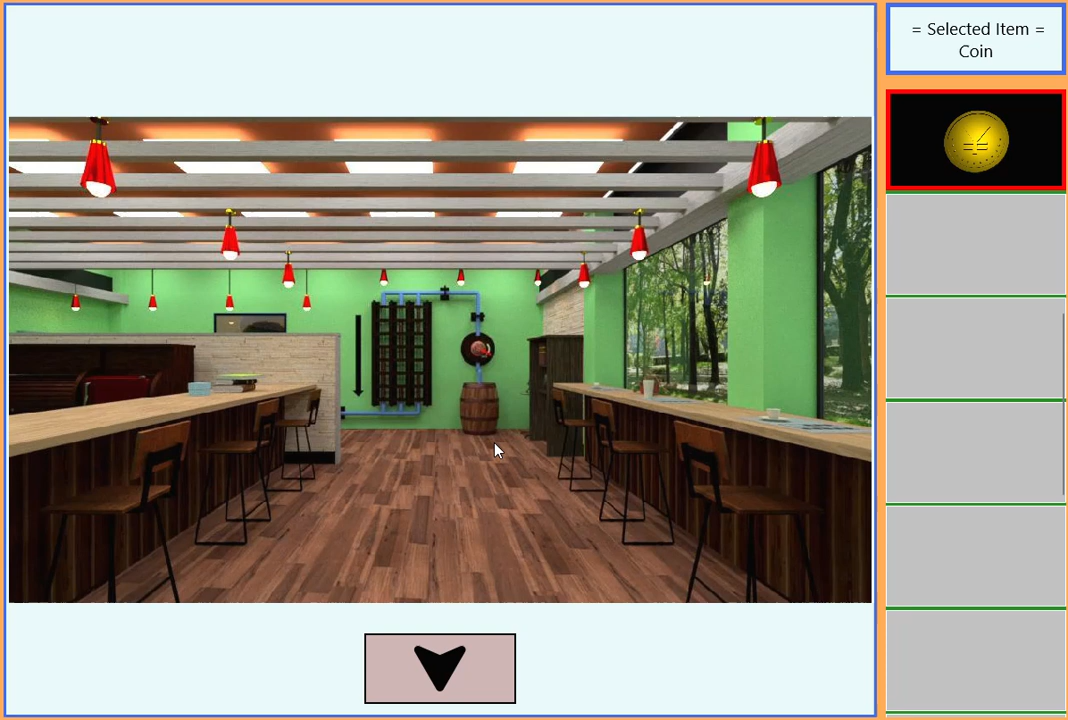 = Selected Item =
Coin